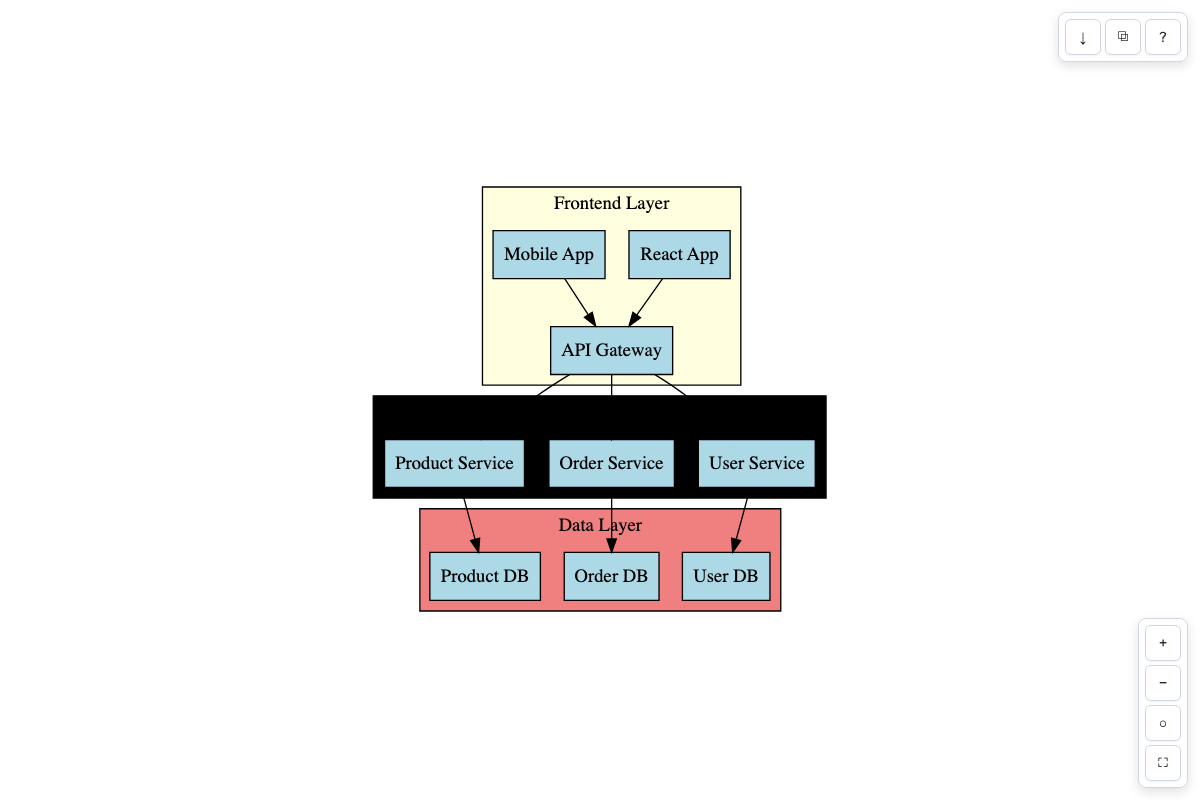 ?
Frontend Layer
Mobile App
React App
API Gateway
Product Service
Order Service
User Service
Data Layer
Product DB
Order DB
User DB
+
−